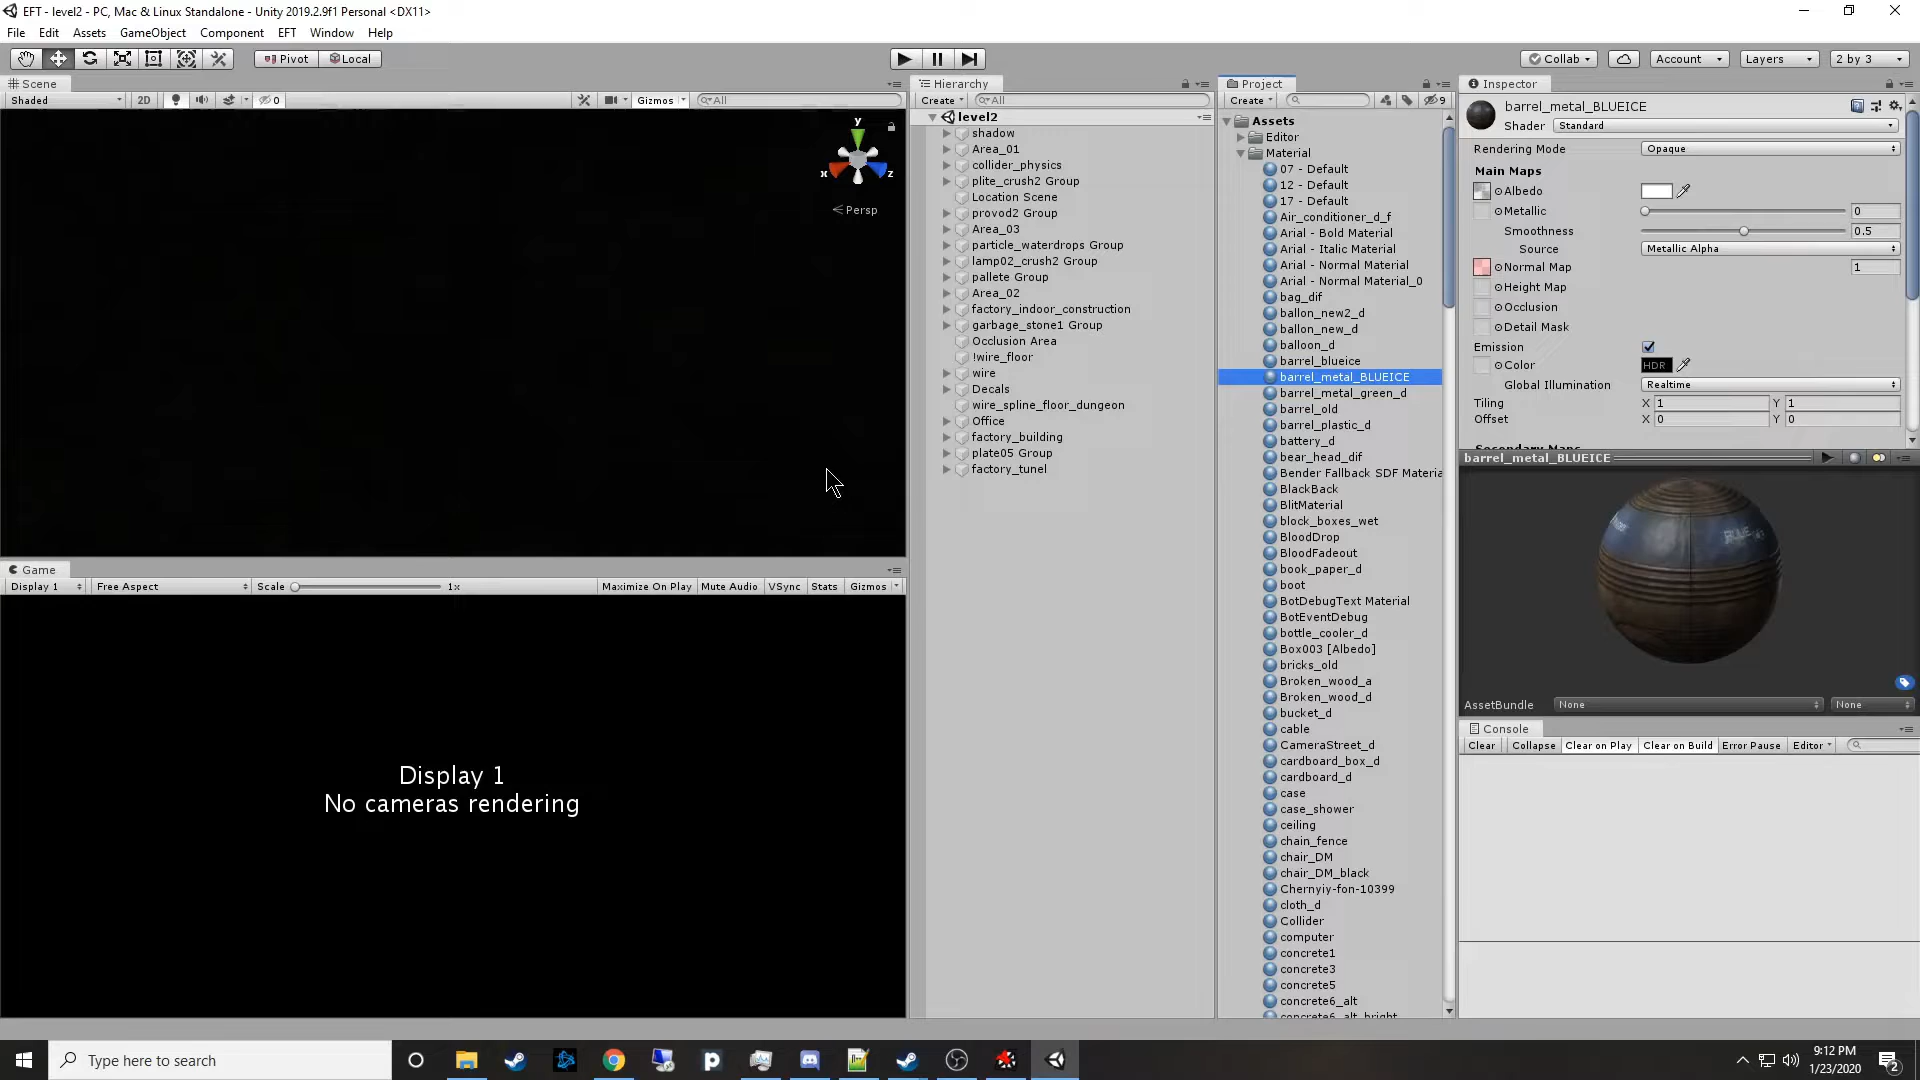 EFT - level2 - PC, Mac & Linux Standalone - Unity 2019.2.9f1 Personal <DX11>
File Edit Assets GameObject Component EFT Window Help
Pivot Local
Collab Account Layers 2 by 3
Scene
Shaded 2D 0 Gizmos All
y
x z
Persp
Game
Display 1 Free Aspect Scale 1x Maximize On Play Mute Audio VSync Stats Gizmos
Display 1
No cameras rendering
Hierarchy
Create All
level2
shadow
Area_01
collider_physics
plite_crush2 Group
Location Scene
provod2 Group
Area_03
particle_waterdrops Group
lamp02_crush2 Group
pallete Group
Area_02
factory_indoor_construction
garbage_stone1 Group
Occlusion Area
!wire_floor
wire
Decals
wire_spline_floor_dungeon
Office
factory_building
plate05 Group
factory_tunel
Project
Create 9
Assets
Editor
Material
07 - Default
12 - Default
17 - Default
Air_conditioner_d_f
Arial - Bold Material
Arial - Italic Material
Arial - Normal Material
Arial - Normal Material_0
bag_dif
ballon_new2_d
ballon_new_d
balloon_d
barrel_blueice
barrel_metal_BLUEICE
barrel_metal_green_d
barrel_old
barrel_plastic_d
battery_d
bear_head_dif
Bender Fallback SDF Materia
BlackBack
BlitMaterial
block_boxes_wet
BloodDrop
BloodFadeout
book_paper_d
boot
BotDebugText Material
BotEventDebug
bottle_cooler_d
Box003 [Albedo]
bricks_old
Broken_wood_a
Broken_wood_d
bucket_d
cable
CameraStreet_d
cardboard_box_d
cardboard_d
case
case_shower
ceiling
chain_fence
chair_DM
chair_DM_black
Chernyiy-fon-10399
cloth_d
Collider
computer
concrete1
concrete3
concrete5
concrete6_alt
concrete6_alt_bright
Inspector
barrel_metal_BLUEICE
Shader Standard
Rendering Mode Opaque
Main Maps
Albedo
Metallic 0
Smoothness 0.5
Source Metallic Alpha
Normal Map 1
Height Map
Occlusion
Detail Mask
Emission
Color HDR
Global Illumination Realtime
Tiling X 1 Y 1
Offset X 0 Y 0
Secondary Maps
barrel_metal_BLUEICE
AssetBundle None None
Console
Clear Collapse Clear on Play Clear on Build Error Pause Editor
Type here to search
9:12 PM
1/23/2020
2